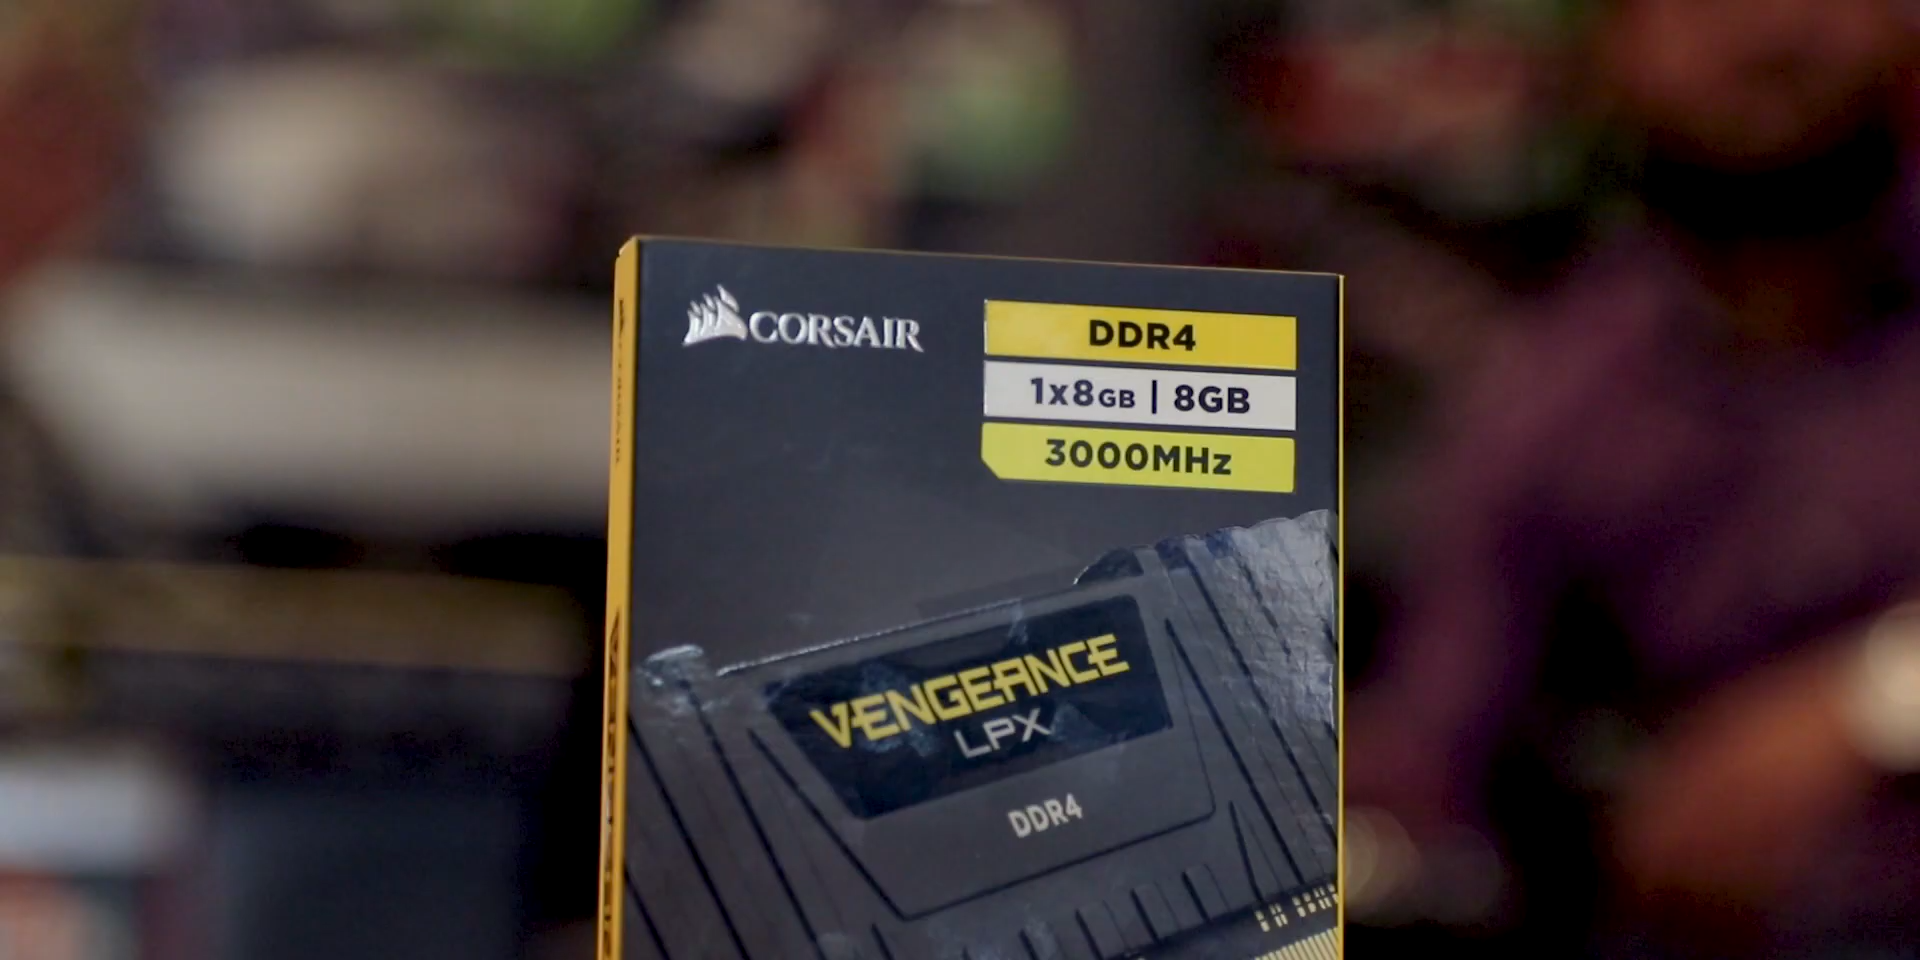 CORSAIR
DDR4
1x8GB | 8GB
3000MHz
VENGEANCE
LPX
DDR4